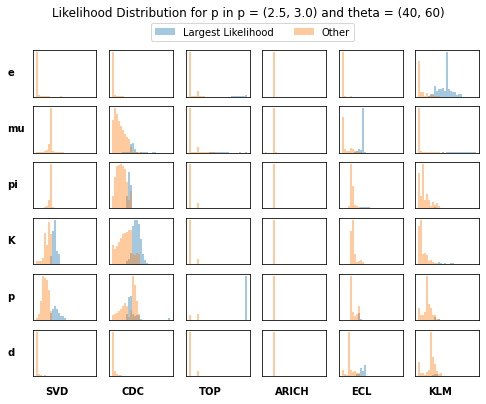 Likelihood Distribution for p in p = (2.5, 3.0) and theta = (40, 60)
Largest Likelihood Other
e
mu
pi
K
p
d
SVD CDC TOP ARICH ECL KLM